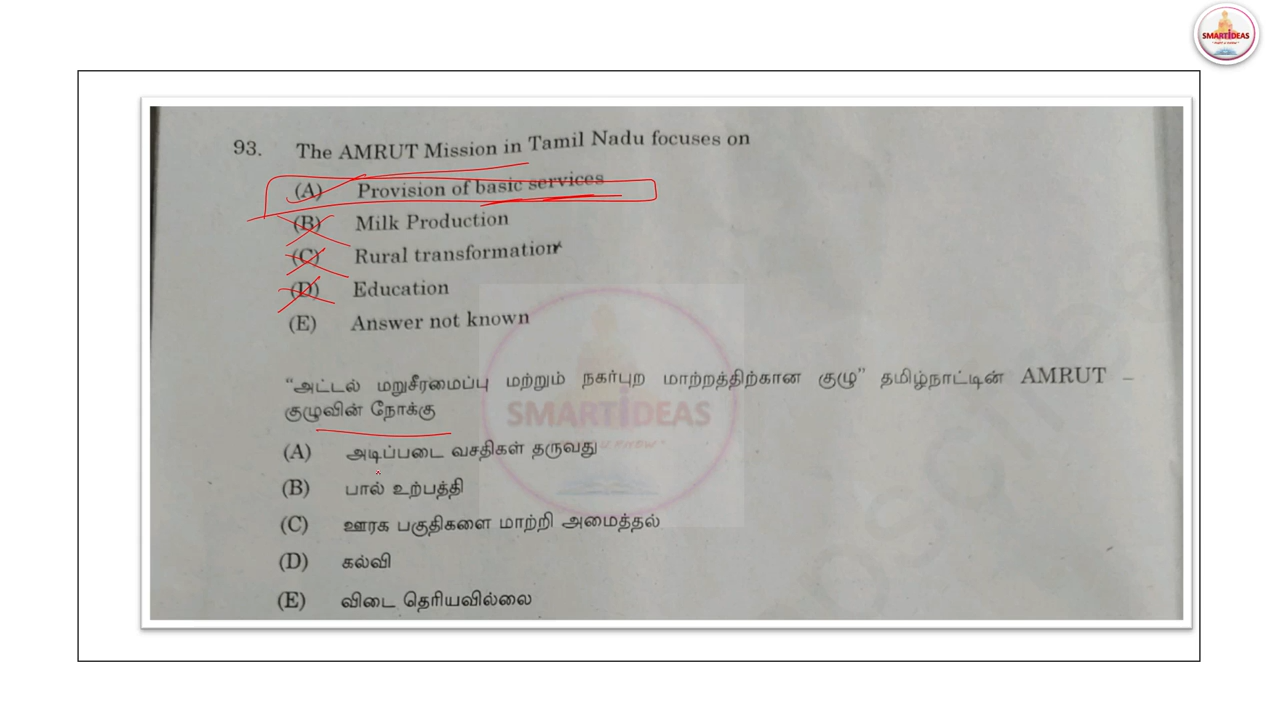 SMARTIDEAS
93. The AMRUT Mission in Tamil Nadu focuses on
(A) Provision of basic services
(B) Milk Production
(C) Rural transformation
(D) Education
(E) Answer not known
“அட்டல் மறுசீரமைப்பு மற்றும் நகர்புற மாற்றத்திற்கான குழு” தமிழ்நாட்டின் AMRUT –
குழுவின் நோக்கு
SMARTIDEAS
(A) அடிப்படை வசதிகள் தருவது
(B) பால் உற்பத்தி
(C) ஊரக பகுதிகளை மாற்றி அமைத்தல்
(D) கல்வி
(E) விடை தெரியவில்லை